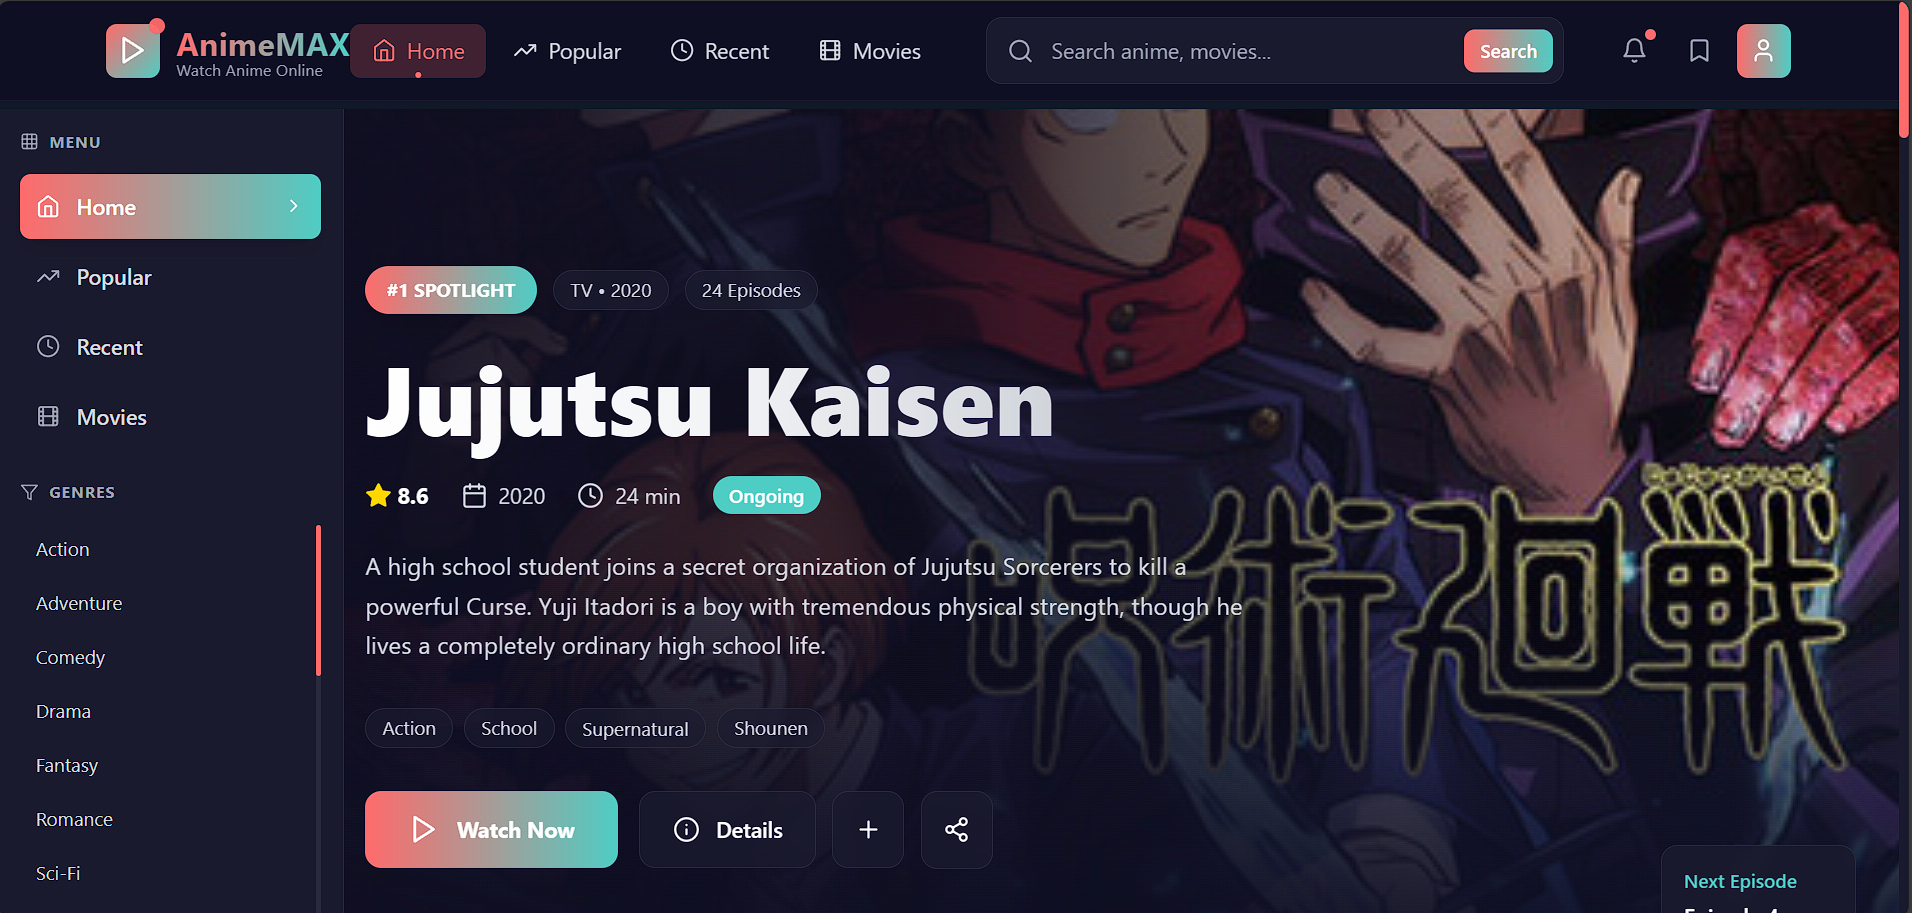 AnimeMAX
Watch Anime Online
Home
Popular
Recent
Movies
Search anime, movies...
Search
MENU
Home
Popular
Recent
Movies
GENRES
Action
Adventure
Comedy
Drama
Fantasy
Romance
Sci-Fi
#1 SPOTLIGHT
TV • 2020
24 Episodes
Jujutsu Kaisen
8.6
2020
24 min
Ongoing
A high school student joins a secret organization of Jujutsu Sorcerers to kill a
powerful Curse. Yuji Itadori is a boy with tremendous physical strength, though he
lives a completely ordinary high school life.
Action
School
Supernatural
Shounen
呪術廻戦
Watch Now
Details
Next Episode